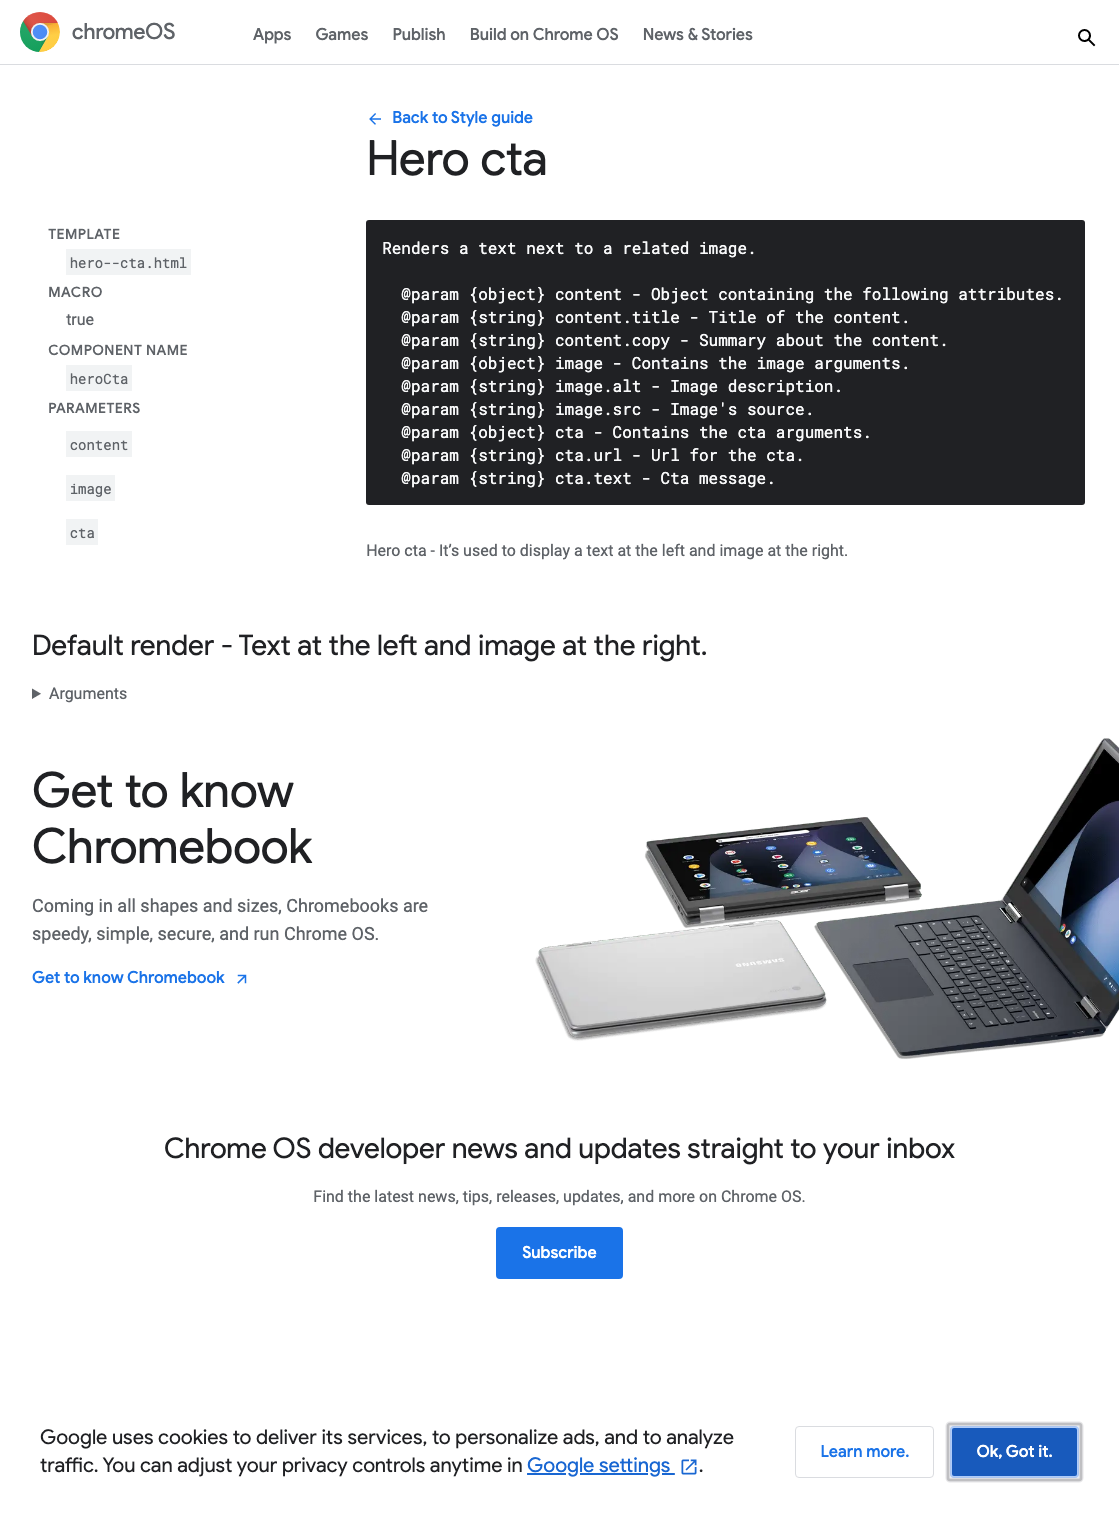 chromeOS
Apps
Games
Publish
Build on Chrome OS
News & Stories
Back to Style guide
Hero cta
TEMPLATE
hero--cta.html
MACRO
true
COMPONENT NAME
heroCta
PARAMETERS
content
image
cta
Renders a text next to a related image.
@param {object} content - Object containing the following attributes.
@param {string} content.title - Title of the content.
@param {string} content.copy - Summary about the content.
@param {object} image - Contains the image arguments.
@param {string} image.alt - Image description.
@param {string} image.src - Image's source.
@param {object} cta - Contains the cta arguments.
@param {string} cta.url - Url for the cta.
@param {string} cta.text - Cta message.
Hero cta - It’s used to display a text at the left and image at the right.
Default render - Text at the left and image at the right.
Arguments
Get to know
Chromebook
Coming in all shapes and sizes, Chromebooks are
speedy, simple, secure, and run Chrome OS.
Get to know Chromebook
acer
SAMSUNG
Chrome OS developer news and updates straight to your inbox
Find the latest news, tips, releases, updates, and more on Chrome OS.
Subscribe
Google uses cookies to deliver its services, to personalize ads, and to analyze
traffic. You can adjust your privacy controls anytime in Google settings .
Learn more.
Ok, Got it.